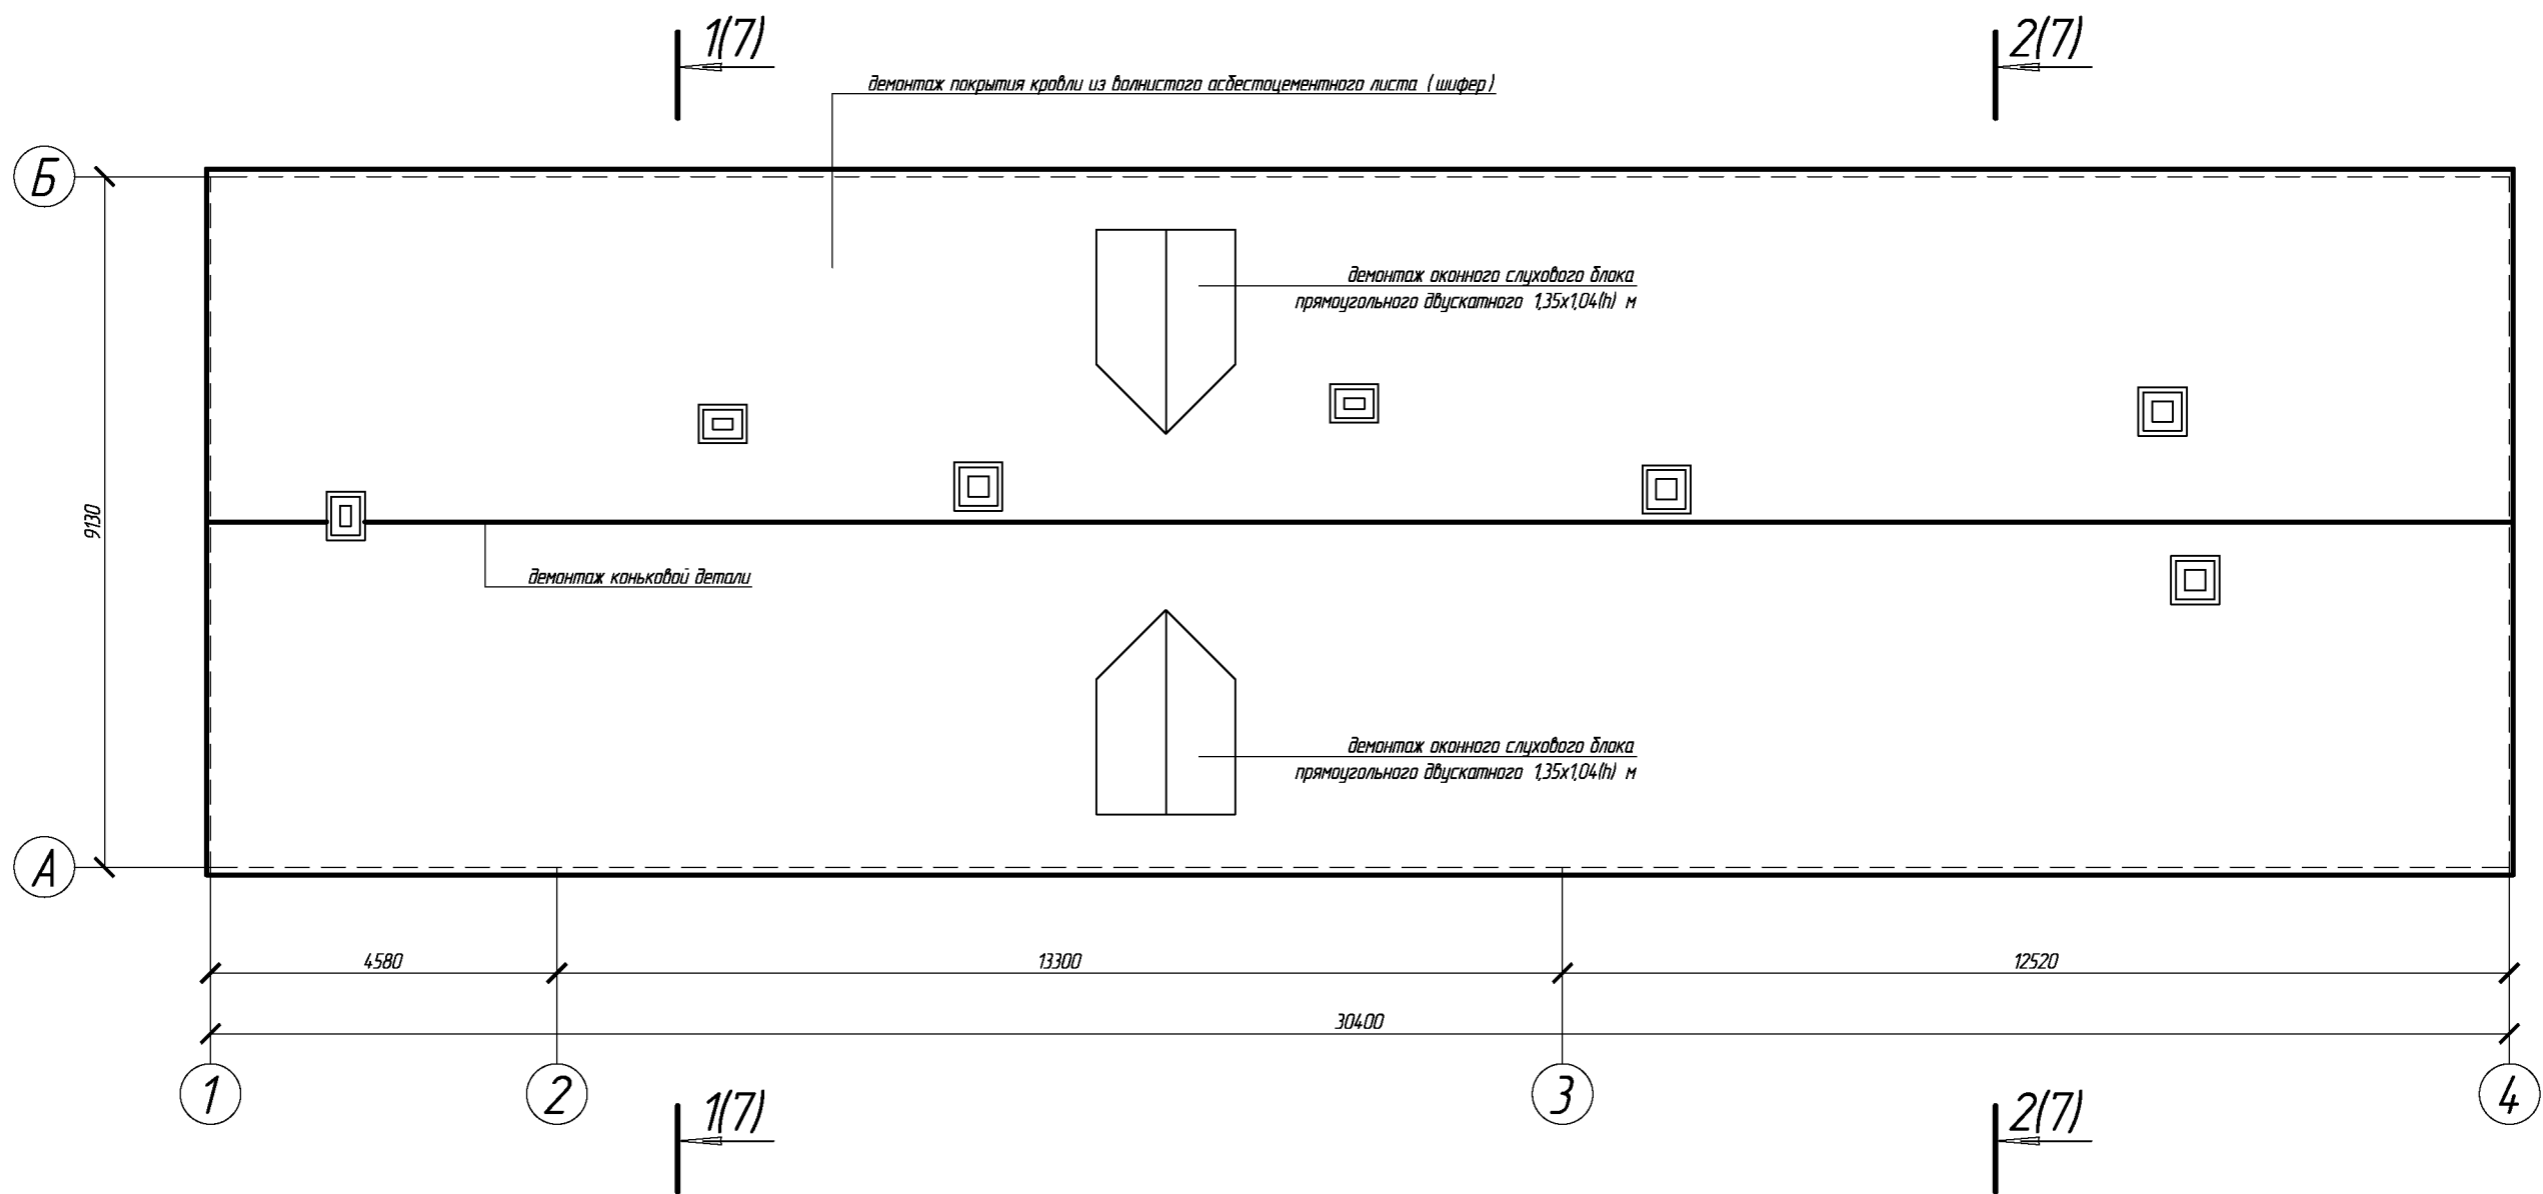 1(7)
2(7)
демонтаж покрытия кровли из волнистого асбестоцементного листа (шифер)
Б
демонтаж оконного слухового блока
прямоугольного двускатного 1,35х1,04(h) м
9130
демонтаж коньковой детали
демонтаж оконного слухового блока
прямоугольного двускатного 1,35х1,04(h) м
А
4580
13300
12520
30400
1
2
3
4
1(7)
2(7)